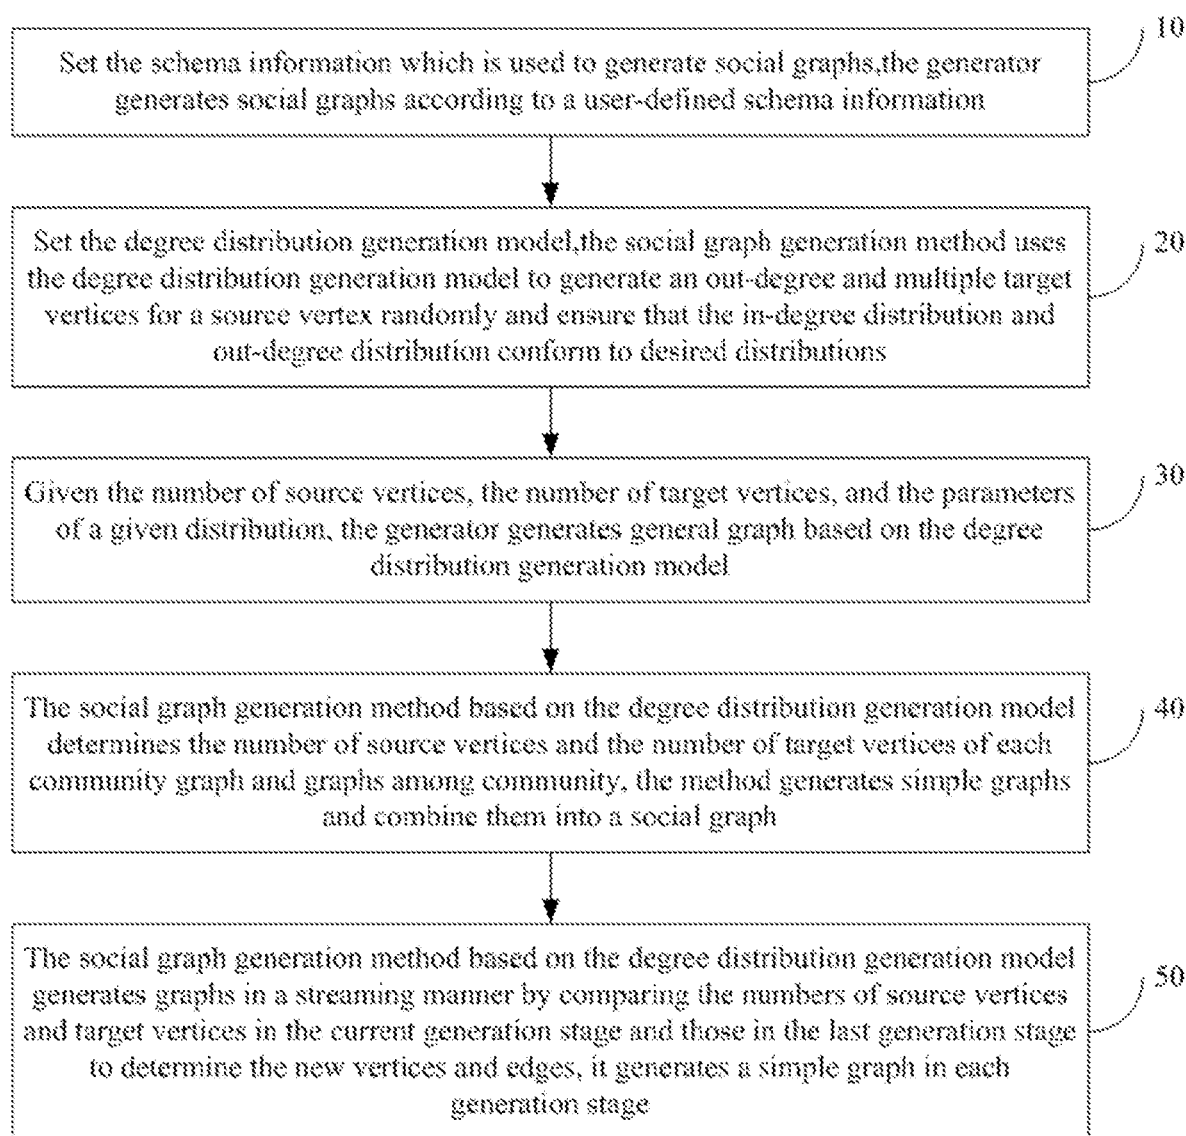 10
Set the schema information which is used to generate social graphs,the generator
generates social graphs according to a user-defined schema information
20
Set the degree distribution generation model,the social graph generation method uses
the degree distribution generation model to generate an out-degree and multiple target
vertices for a source vertex randomly and ensure that the in-degree distribution and
out-degree distribution conform to desired distributions
30
Given the number of source vertices, the number of target vertices, and the parameters
of a given distribution, the generator generates general graph based on the degree
distribution generation model
40
The social graph generation method based on the degree distribution generation model
determines the number of source vertices and the number of target vertices of each
community graph and graphs among community, the method generates simple graphs
and combine them into a social graph
50
The social graph generation method based on the degree distribution generation model
generates graphs in a streaming manner by comparing the numbers of source vertices
and target vertices in the current generation stage and those in the last generation stage
to determine the new vertices and edges, it generates a simple graph in each
generation stage